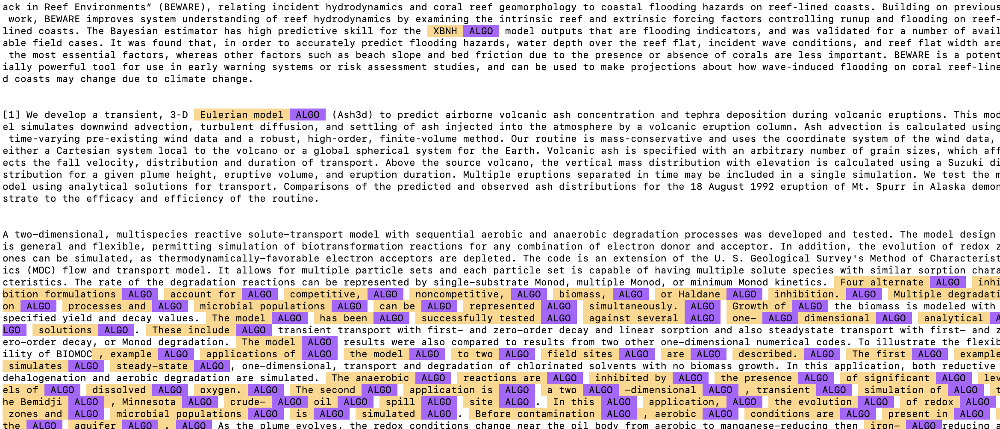 ack in Reef Environments” (BEWARE), relating incident hydrodynamics and coral reef geomorphology to coastal flooding hazards on reef-lined coasts. Building on previous
work, BEWARE improves system understanding of reef hydrodynamics by examining the intrinsic reef and extrinsic forcing factors controlling runup and flooding on reef-
lined coasts. The Bayesian estimator has high predictive skill for the XBNH ALGO model outputs that are flooding indicators, and was validated for a number of avail
able field cases. It was found that, in order to accurately predict flooding hazards, water depth over the reef flat, incident wave conditions, and reef flat width are
the most essential factors, whereas other factors such as beach slope and bed friction due to the presence or absence of corals are less important. BEWARE is a potent
ially powerful tool for use in early warning systems or risk assessment studies, and can be used to make projections about how wave-induced flooding on coral reef-line
d coasts may change due to climate change.
[1] We develop a transient, 3-D Eulerian model ALGO (Ash3d) to predict airborne volcanic ash concentration and tephra deposition during volcanic eruptions. This mod
el simulates downwind advection, turbulent diffusion, and settling of ash injected into the atmosphere by a volcanic eruption column. Ash advection is calculated using
time-varying pre-existing wind data and a robust, high-order, finite-volume method. Our routine is mass-conservative and uses the coordinate system of the wind data,
either a Cartesian system local to the volcano or a global spherical system for the Earth. Volcanic ash is specified with an arbitrary number of grain sizes, which aff
ects the fall velocity, distribution and duration of transport. Above the source volcano, the vertical mass distribution with elevation is calculated using a Suzuki di
stribution for a given plume height, eruptive volume, and eruption duration. Multiple eruptions separated in time may be included in a single simulation. We test the m
odel using analytical solutions for transport. Comparisons of the predicted and observed ash distributions for the 18 August 1992 eruption of Mt. Spurr in Alaska demon
strate to the efficacy and efficiency of the routine.
A two–dimensional, multispecies reactive solute–transport model with sequential aerobic and anaerobic degradation processes was developed and tested. The model design
is general and flexible, permitting simulation of biotransformation reactions for any combination of electron donor and acceptor. In addition, the evolution of redox z
ones can be simulated, as thermodynamically–favorable electron acceptors are depleted. The code is an extension of the U. S. Geological Survey's Method of Characterist
ics (MOC) flow and transport model. It allows for multiple particle sets and each particle set is capable of having multiple solute species with similar sorption chara
cteristics. The rate of the degradation reactions can be represented by single–substrate Monod, multiple Monod, or minimum Monod kinetics. Four alternate ALGO inhi
bition formulations ALGO account for ALGO competitive, ALGO noncompetitive, ALGO biomass, ALGO or Haldane ALGO inhibition. ALGO Multiple degradati
on ALGO processes and ALGO microbial populations ALGO can be ALGO represented ALGO simultaneously. ALGO Growth of ALGO the biomass is modeled with
specified yield and decay values. The model ALGO has been ALGO successfully tested ALGO against several ALGO one– ALGO dimensional ALGO analytical A
LGO solutions ALGO . These include ALGO transient transport with first– and zero–order decay and linear sorption and also steadystate transport with first– and z
ero–order decay, or Monod degradation. The model ALGO results were also compared to results from two other one–dimensional numerical codes. To illustrate the flexib
ility of BIOMOC , example ALGO applications of ALGO the model ALGO to two ALGO field sites ALGO are ALGO described. ALGO The first ALGO example
simulates ALGO steady–state ALGO , one–dimensional, transport and degradation of chlorinated solvents with no biomass growth. In this application, both reductive
dehalogenation and aerobic degradation are simulated. The anaerobic ALGO reactions are ALGO inhibited by ALGO the presence ALGO of significant ALGO lev
els of ALGO dissolved ALGO oxygen. ALGO The second ALGO application is ALGO a two ALGO –dimensional ALGO , transient ALGO simulation of ALGO t
he Bemidji ALGO , Minnesota ALGO crude– ALGO oil ALGO spill ALGO site ALGO . In this ALGO application, ALGO the evolution ALGO of redox ALGO
zones and ALGO microbial populations ALGO is ALGO simulated ALGO . Before contamination ALGO , aerobic ALGO conditions are ALGO present in ALGO
the ALGO aquifer ALGO . ALGO As the plume evolves, the redox conditions change near the oil body from aerobic to manganese–reducing then iron– ALGO reducing